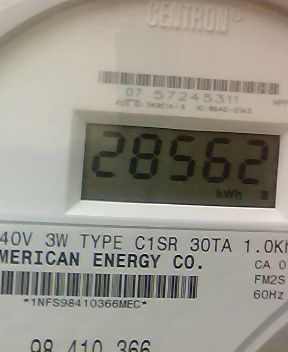 CENTRON®
07 57245311
28562
kWh
40V 3W TYPE C1SR 30TA 1.0Kh
MERICAN ENERGY CO. CA 0
FM2S
*1NFS98410366MEC* 60Hz
98 410 366